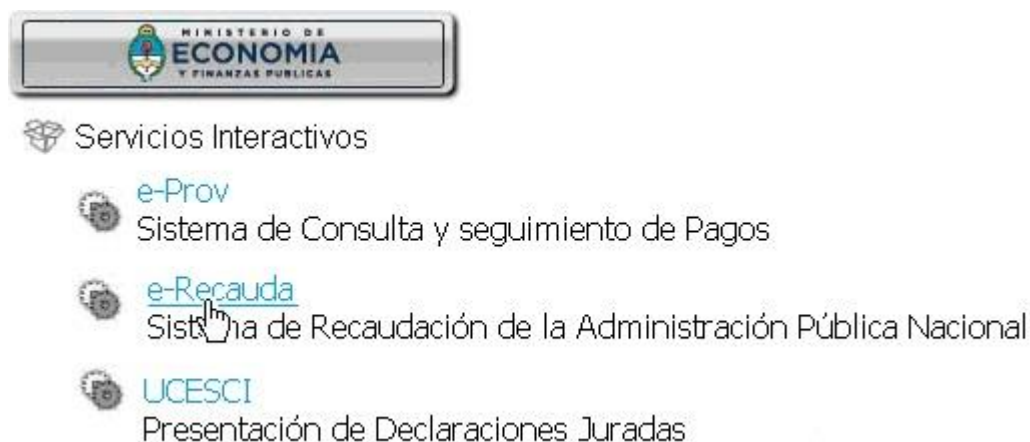 MINISTERIO DE
ECONOMIA
Y FINANZAS PUBLICAS
Servicios Interactivos
e-Prov
Sistema de Consulta y seguimiento de Pagos
e-Recauda
Sistema de Recaudación de la Administración Pública Nacional
UCESCI
Presentación de Declaraciones Juradas